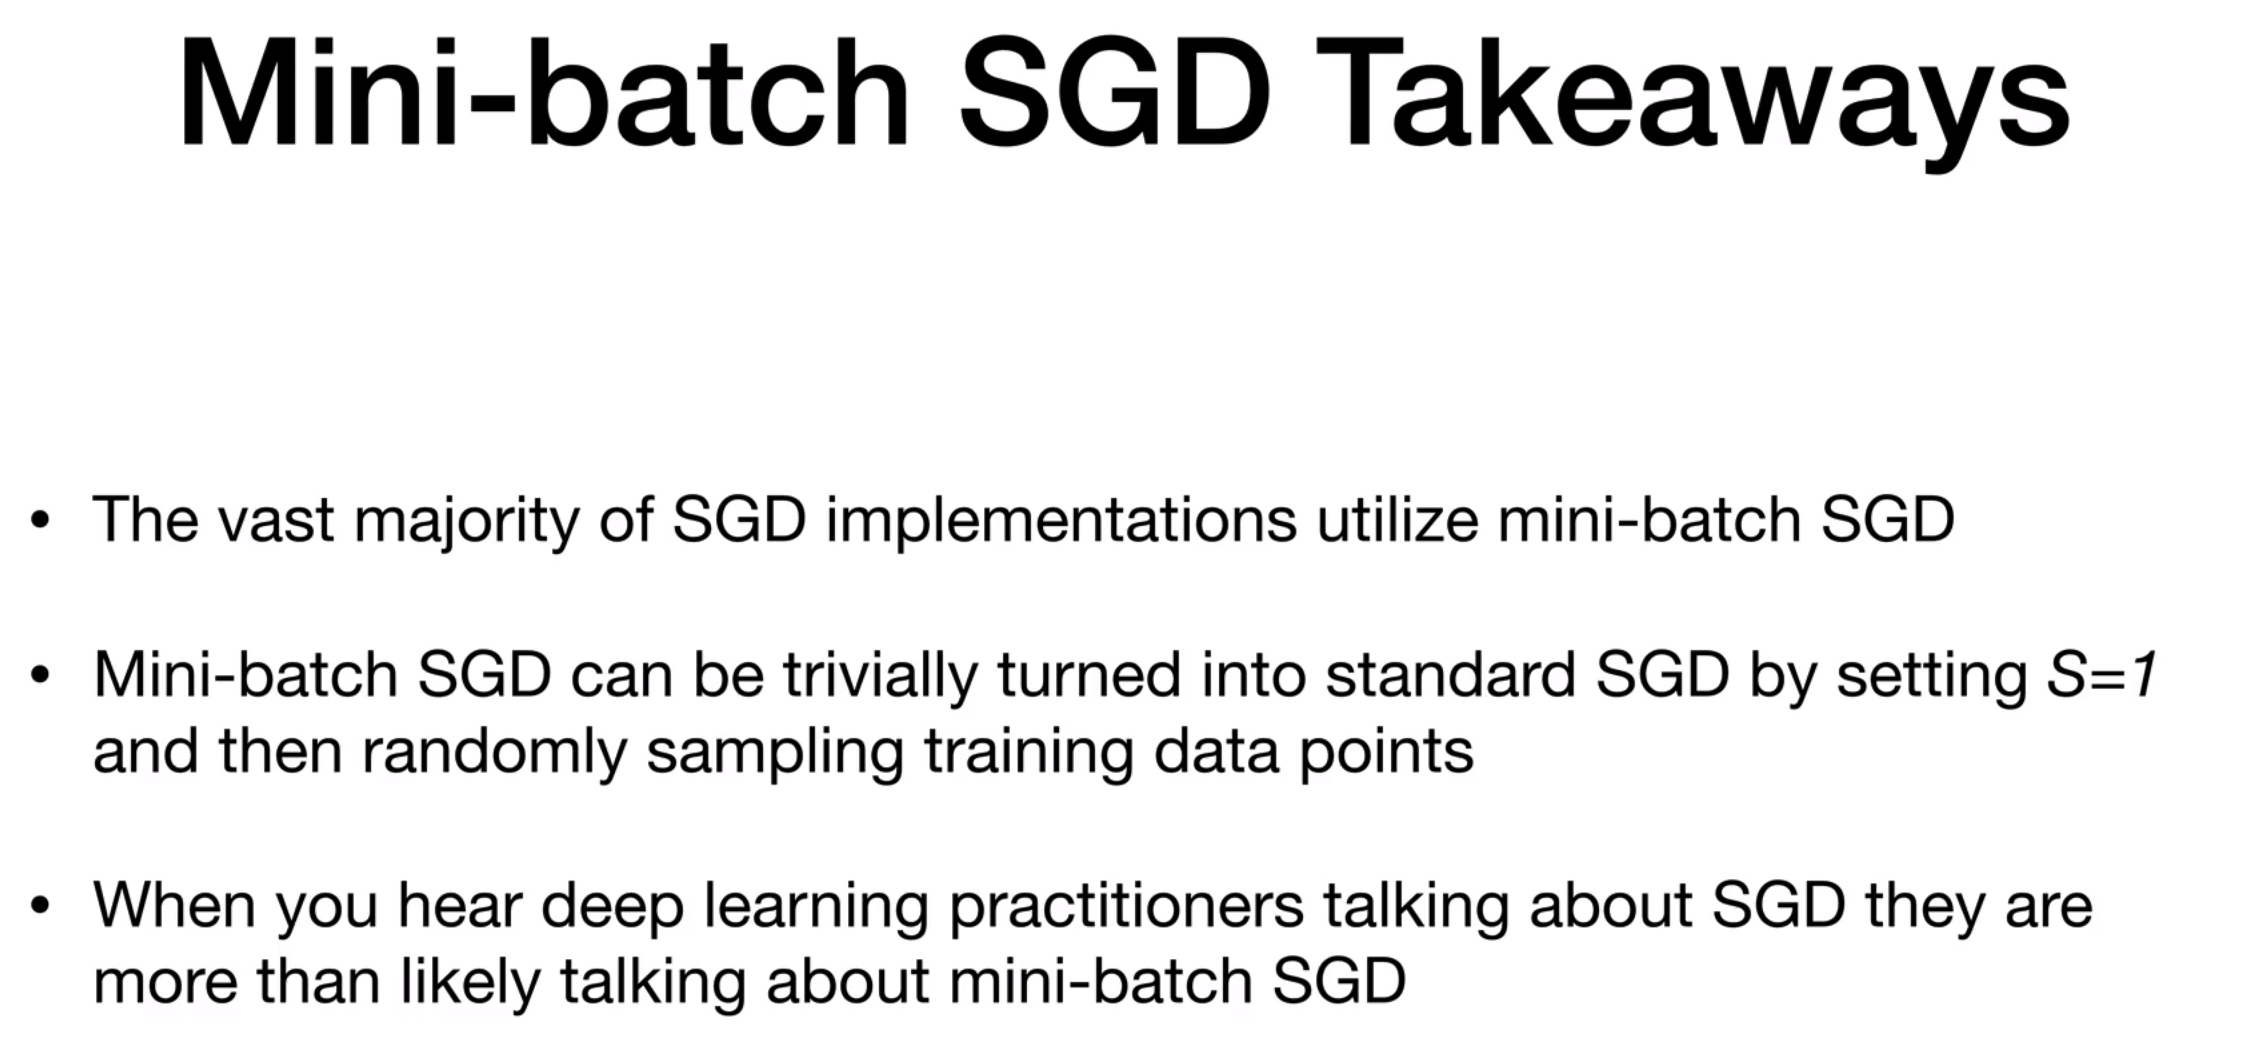 Mini-batch SGD Takeaways
• The vast majority of SGD implementations utilize mini-batch SGD
• Mini-batch SGD can be trivially turned into standard SGD by setting S=1
and then randomly sampling training data points
• When you hear deep learning practitioners talking about SGD they are
more than likely talking about mini-batch SGD